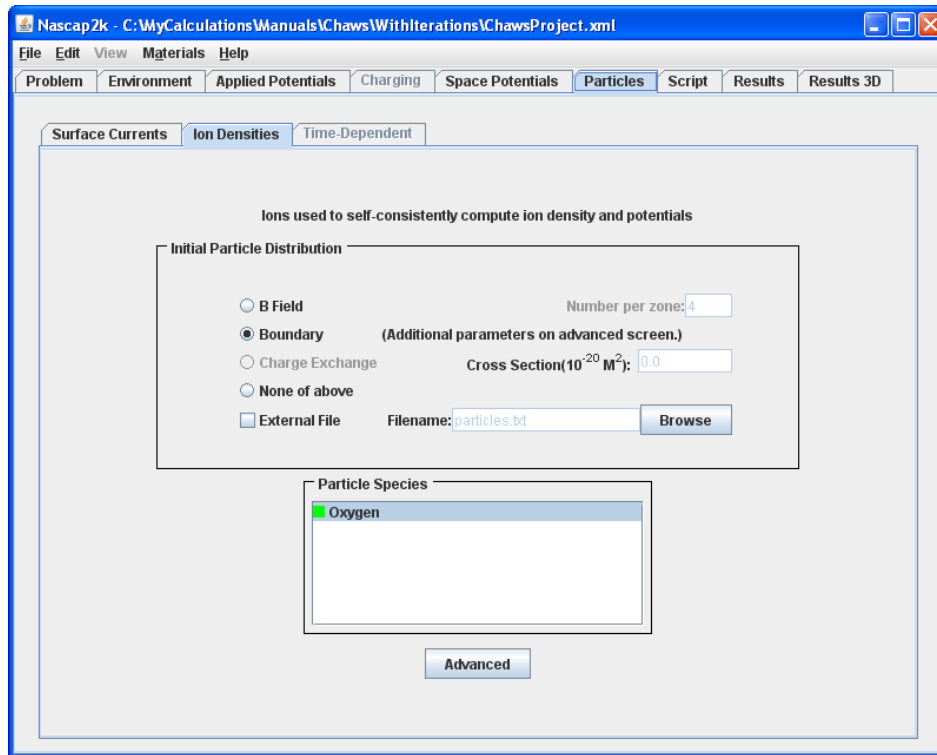 Nascap2k - C:\MyCalculations\Manuals\Chaws\WithIterations\ChawsProject.xml
File Edit View Materials Help
Problem Environment Applied Potentials Charging Space Potentials Particles Script Results Results 3D
Surface Currents Ion Densities Time-Dependent
Ions used to self-consistently compute ion density and potentials
Initial Particle Distribution
B Field Number per zone: 4
Boundary (Additional parameters on advanced screen.)
Charge Exchange Cross Section(10^-20 M^2): 0.0
None of above
External File Filename: particles.txt Browse
Particle Species
Oxygen
Advanced